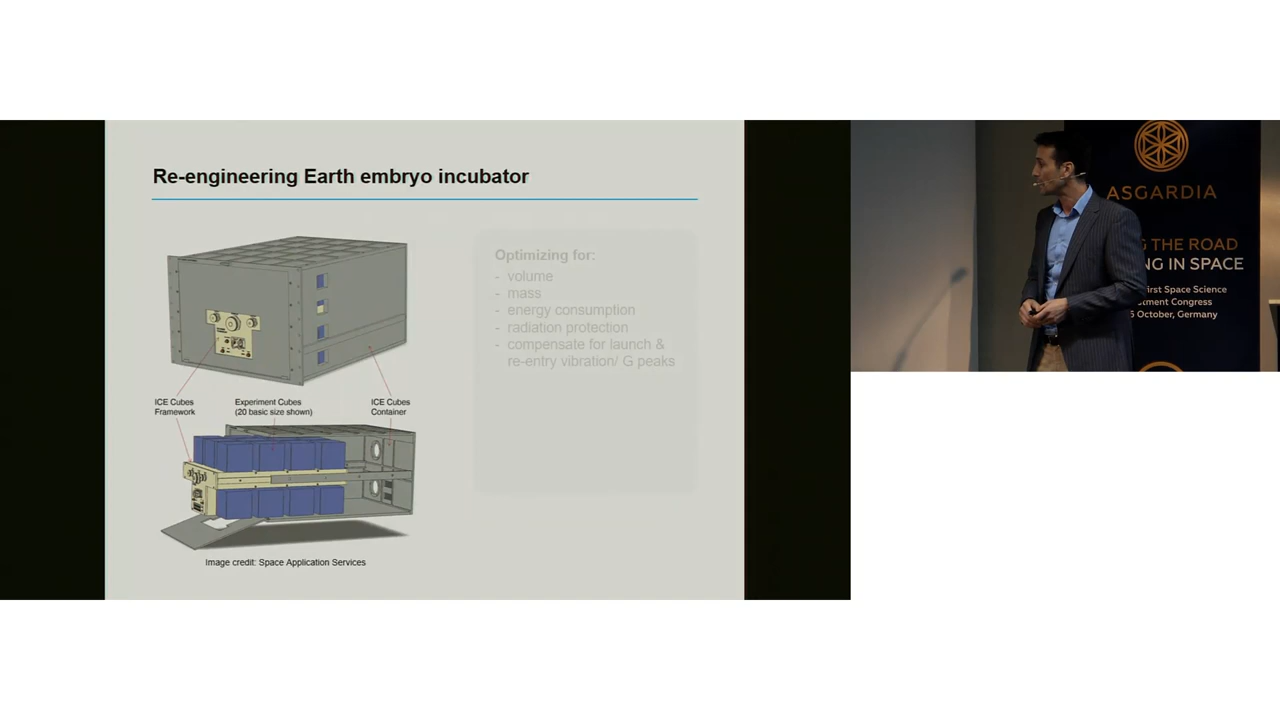 Re-engineering Earth embryo incubator
Optimizing for:
- volume
- mass
- energy consumption
- radiation protection
- compensate for launch &
re-entry vibration/ G peaks
ICE Cubes
Framework
Experiment Cubes
(20 basic size shown)
ICE Cubes
Container
Image credit: Space Application Services
ASGARDIA
G THE ROAD
NG IN SPACE
irst Space Science
tment Congress
October, Germany